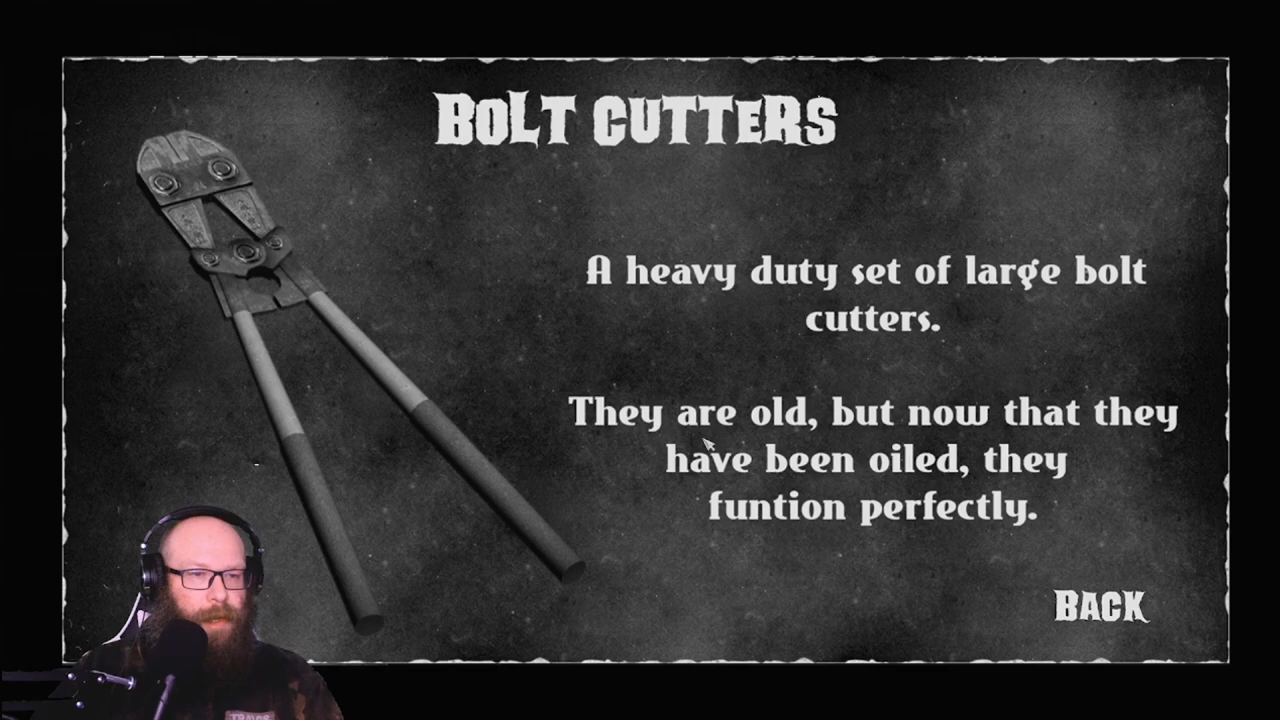 BOLT CUTTERS
A heavy duty set of large bolt
cutters.
They are old, but now that they
have been oiled, they
funtion perfectly.
BACK